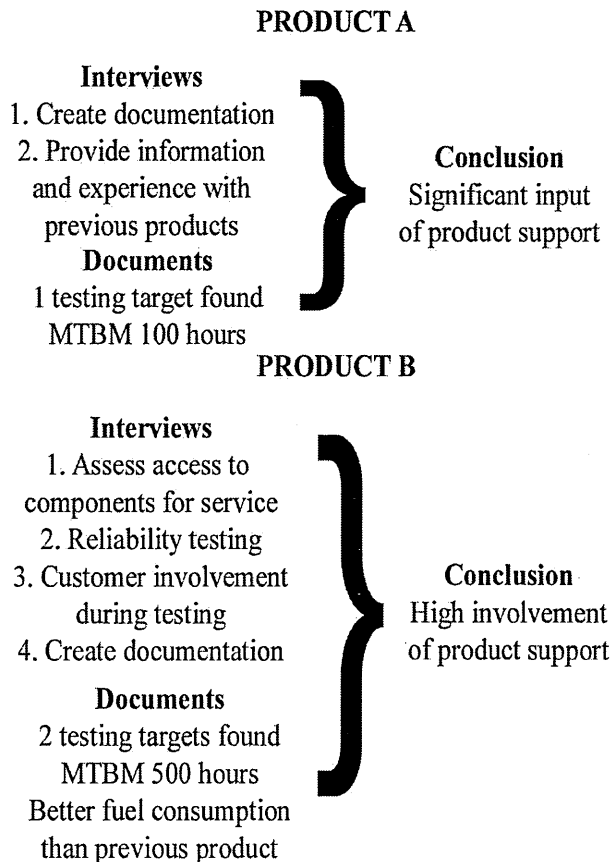 PRODUCT A
Interviews
1. Create documentation
2. Provide information
and experience with
previous products
Documents
1 testing target found
MTBM 100 hours
Conclusion
Significant input
of product support
PRODUCT B
Interviews
1. Assess access to
components for service
2. Reliability testing
3. Customer involvement
during testing
4. Create documentation
Documents
2 testing targets found
MTBM 500 hours
Better fuel consumption
than previous product
Conclusion
High involvement
of product support